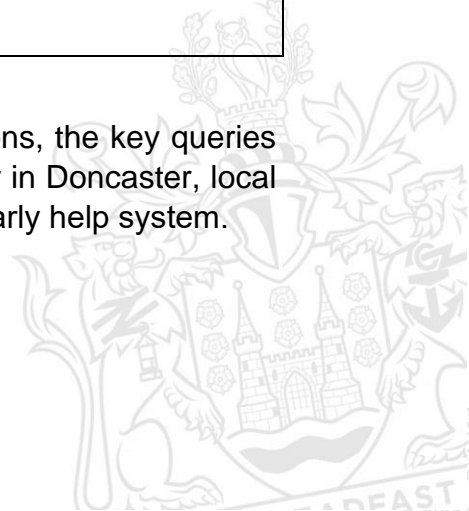 ns, the key queries
in Doncaster, local
arly help system.